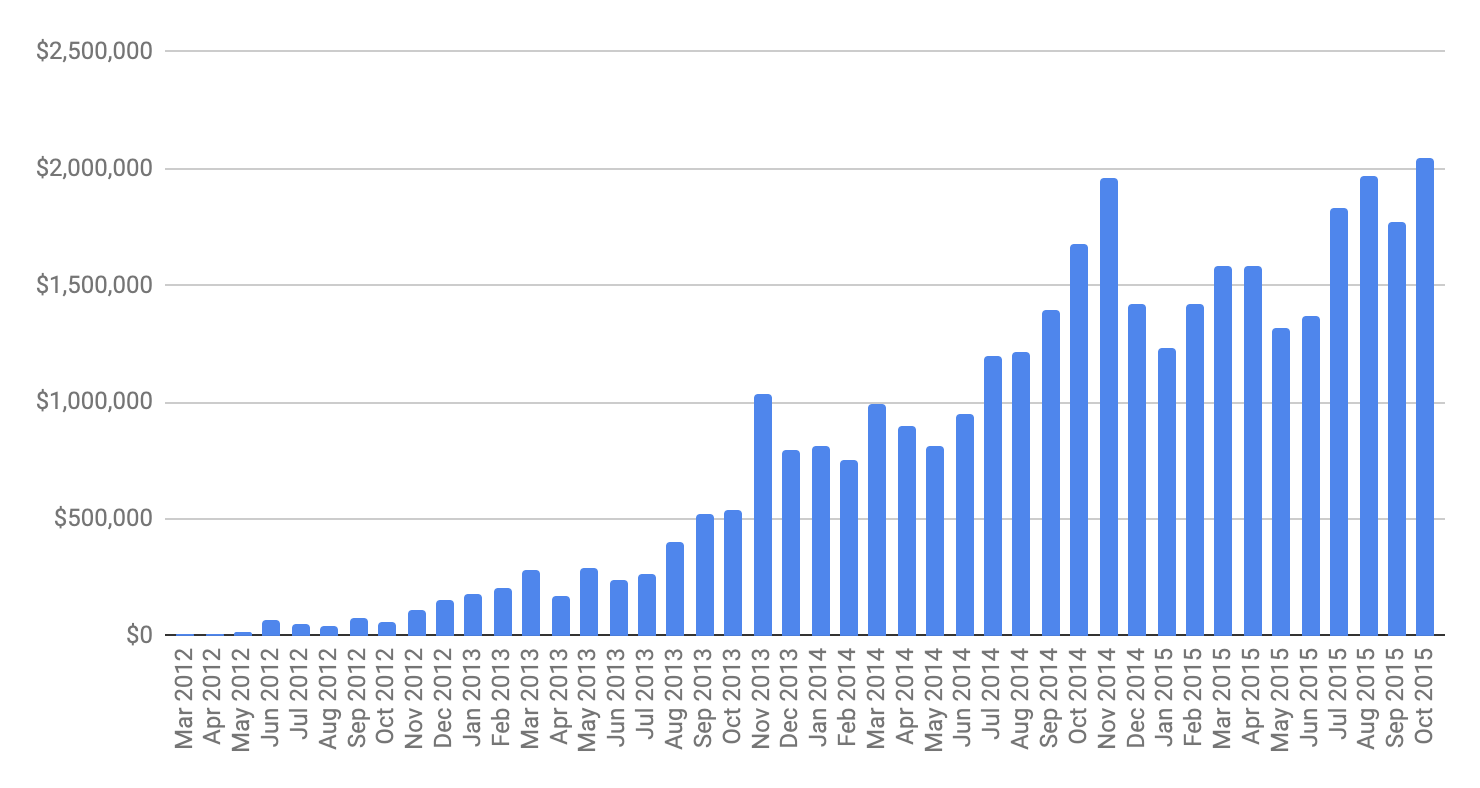 $2,500,000
$2,000,000
$1,500,000
$1,000,000
$500,000
$0
Mar 2012
Apr 2012
May 2012
Jun 2012
Jul 2012
Aug 2012
Sep 2012
Oct 2012
Nov 2012
Dec 2012
Jan 2013
Feb 2013
Mar 2013
Apr 2013
May 2013
Jun 2013
Jul 2013
Aug 2013
Sep 2013
Oct 2013
Nov 2013
Dec 2013
Jan 2014
Feb 2014
Mar 2014
Apr 2014
May 2014
Jun 2014
Jul 2014
Aug 2014
Sep 2014
Oct 2014
Nov 2014
Dec 2014
Jan 2015
Feb 2015
Mar 2015
Apr 2015
May 2015
Jun 2015
Jul 2015
Aug 2015
Sep 2015
Oct 2015